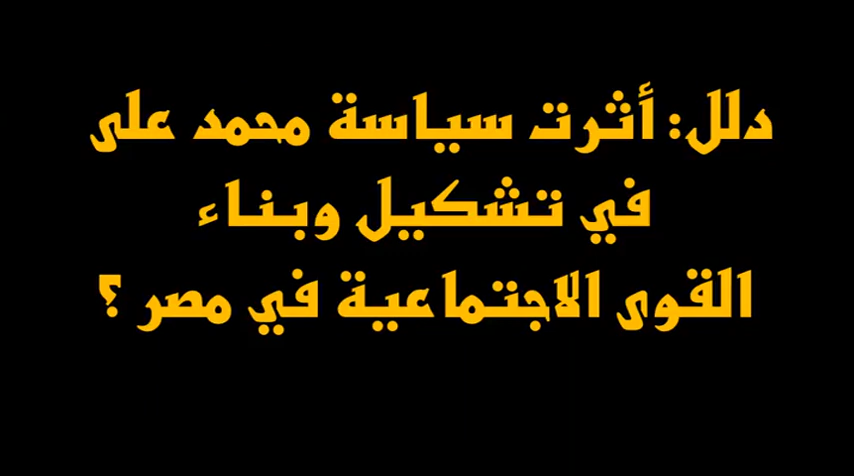 دلل: أثرت سياسة محمد على
في تشكيل وبناء
القوى الاجتماعية في مصر ؟